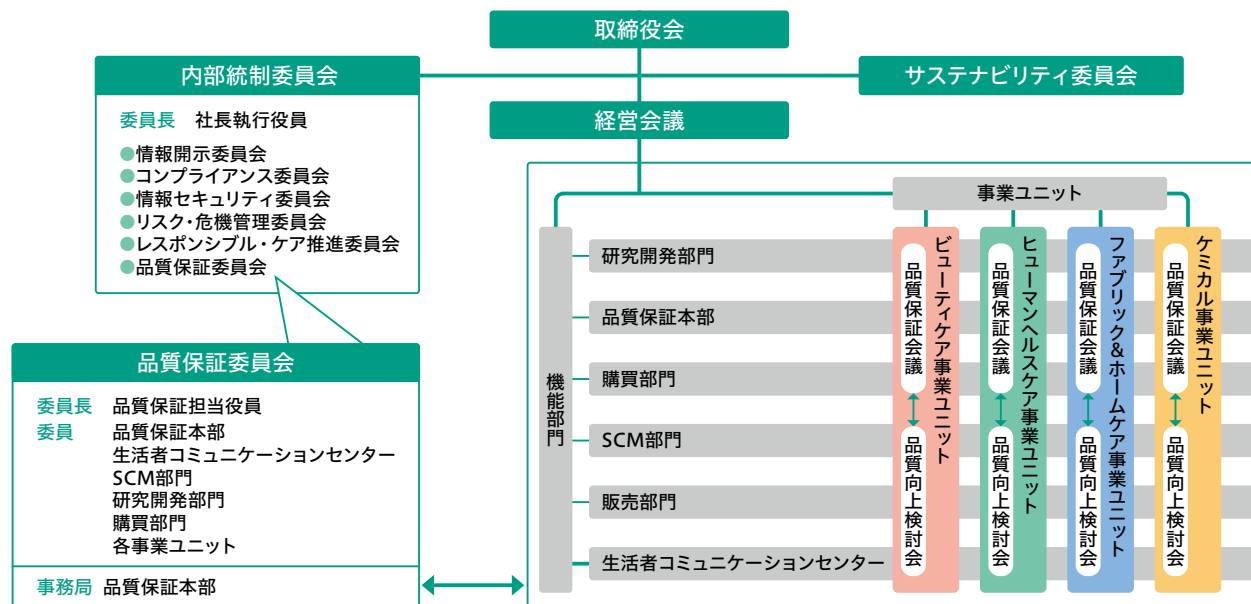 取締役会
内部統制委員会
サステナビリティ委員会
委員長 社長執行役員
●情報開示委員会
●コンプライアンス委員会
●情報セキュリティ委員会
●リスク・危機管理委員会
●レスポンシブル・ケア推進委員会
●品質保証委員会
経営会議
品質保証委員会
委員長 品質保証担当役員
委員 品質保証本部
生活者コミュニケーションセンター
SCM部門
研究開発部門
購買部門
各事業ユニット
事務局 品質保証本部
機能部門
研究開発部門
品質保証本部
購買部門
SCM部門
販売部門
生活者コミュニケーションセンター
事業ユニット
ビューティケア事業ユニット
品質保証会議
品質向上検討会
ヒューマンヘルスケア事業ユニット
品質保証会議
品質向上検討会
ファブリック&ホームケア事業ユニット
品質保証会議
品質向上検討会
ケミカル事業ユニット
品質保証会議
品質向上検討会